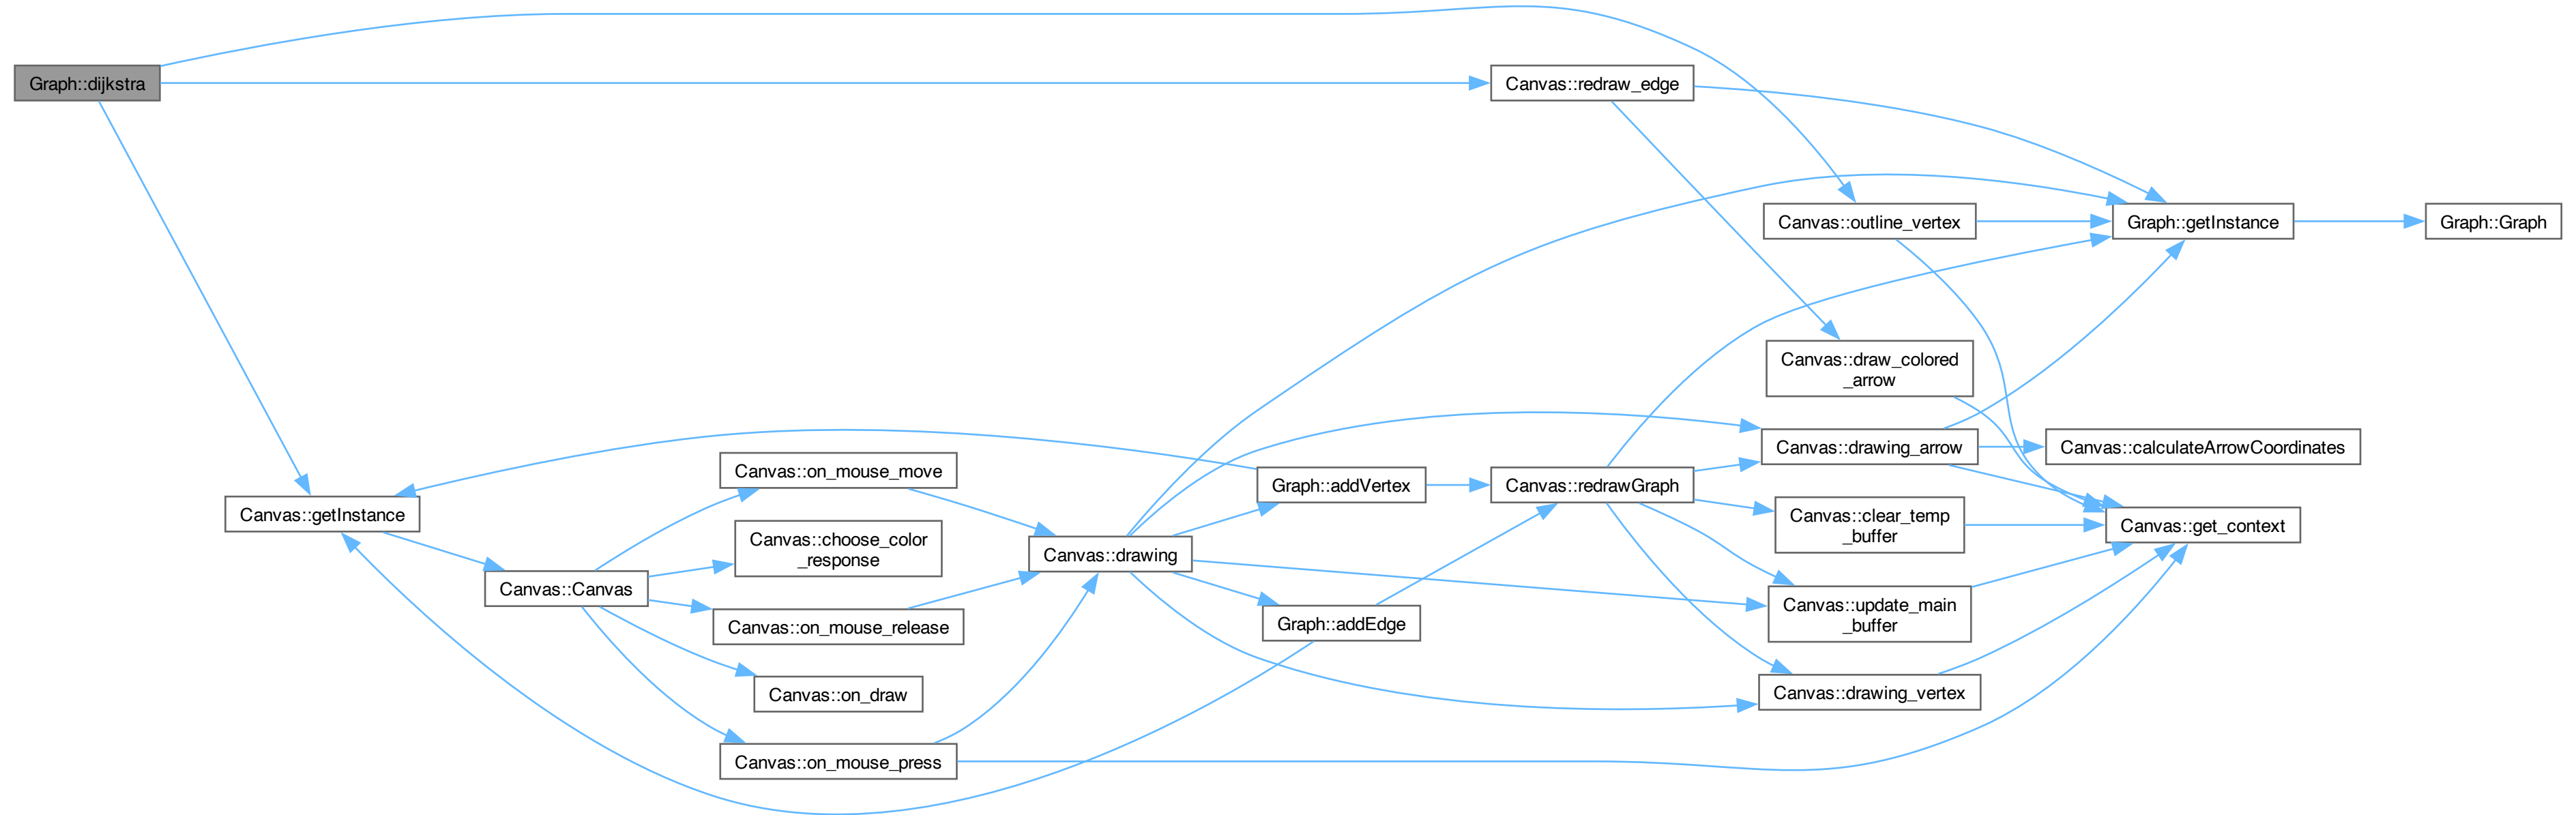 Graph::dijkstra
Canvas::redraw_edge
Canvas::outline_vertex
Graph::getInstance
Graph::Graph
Canvas::draw_colored
_arrow
Canvas::drawing_arrow
Canvas::calculateArrowCoordinates
Canvas::on_mouse_move
Graph::addVertex
Canvas::redrawGraph
Canvas::getInstance
Canvas::clear_temp
_buffer
Canvas::get_context
Canvas::choose_color
_response
Canvas::drawing
Canvas::Canvas
Canvas::update_main
_buffer
Graph::addEdge
Canvas::on_mouse_release
Canvas::on_draw
Canvas::drawing_vertex
Canvas::on_mouse_press